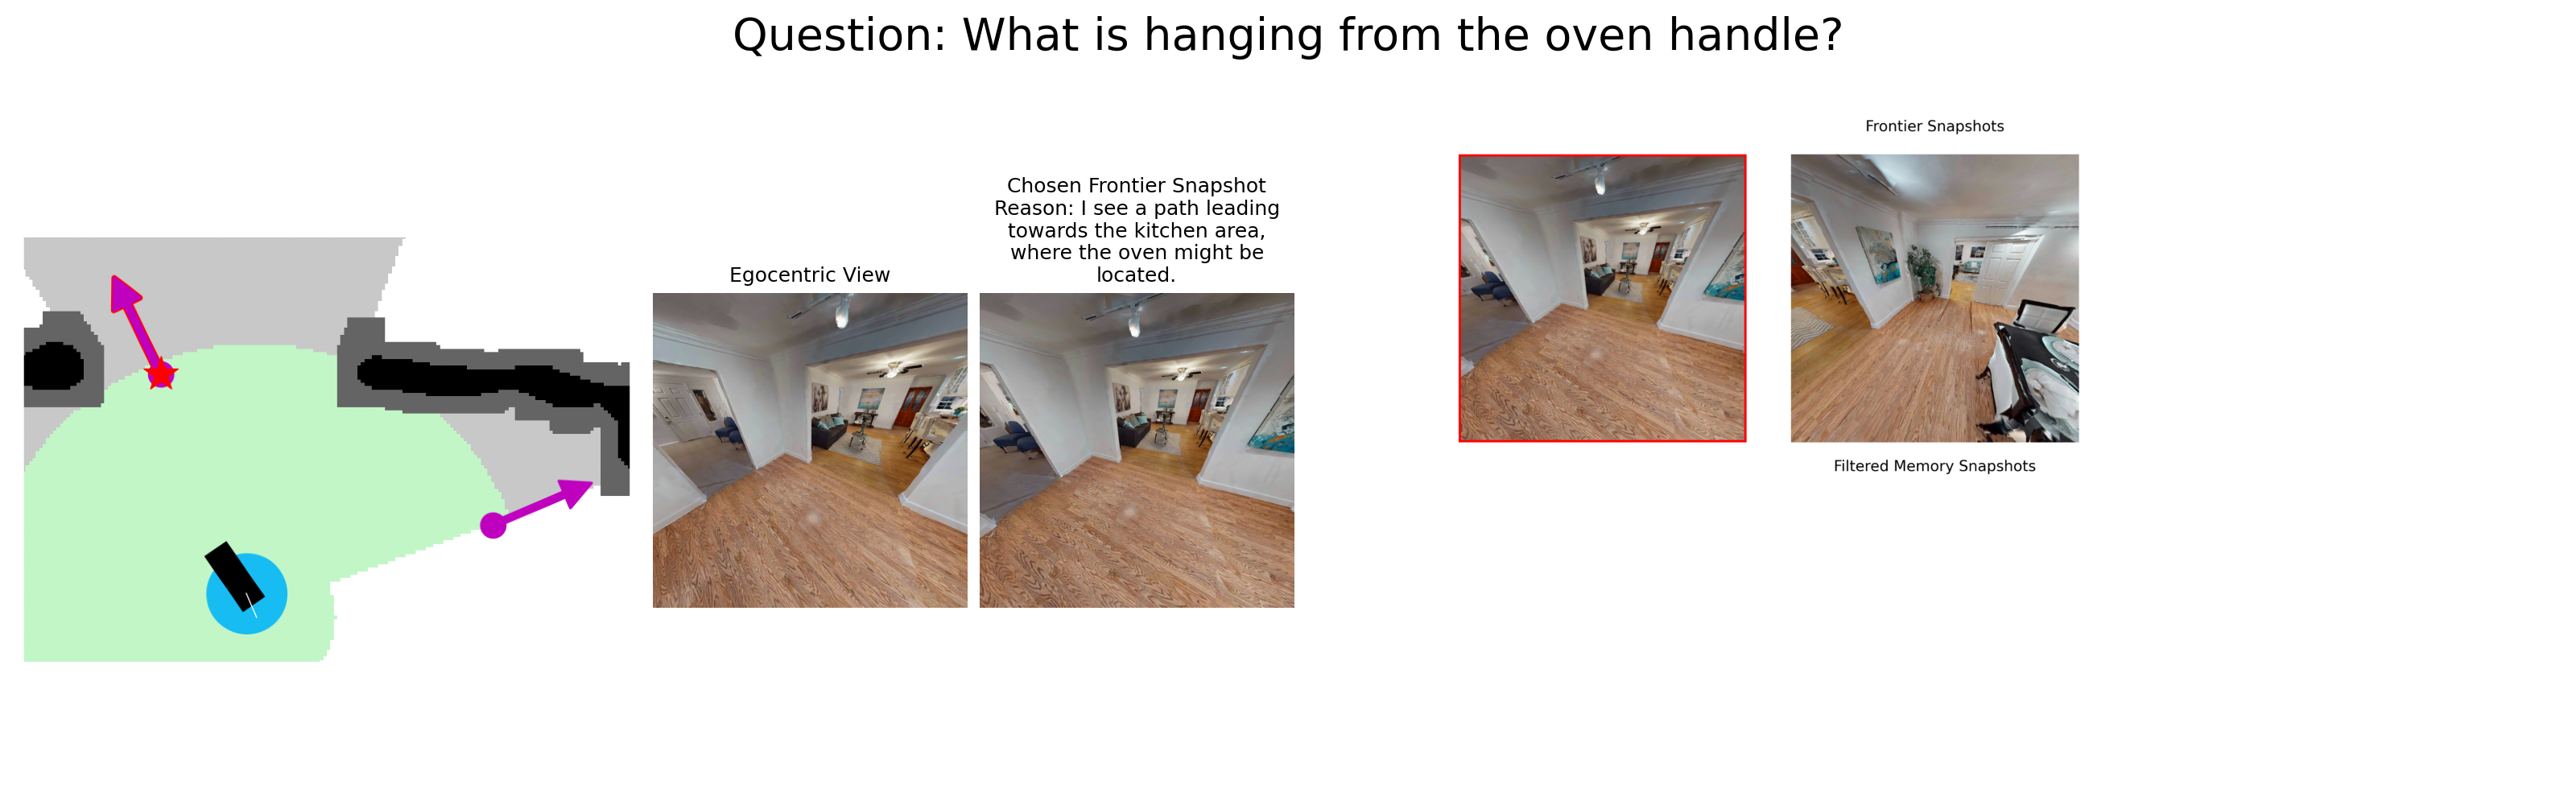 Question: What is hanging from the oven handle?
Frontier Snapshots
Chosen Frontier Snapshot
Reason: I see a path leading
towards the kitchen area,
where the oven might be
located.
Egocentric View
Filtered Memory Snapshots